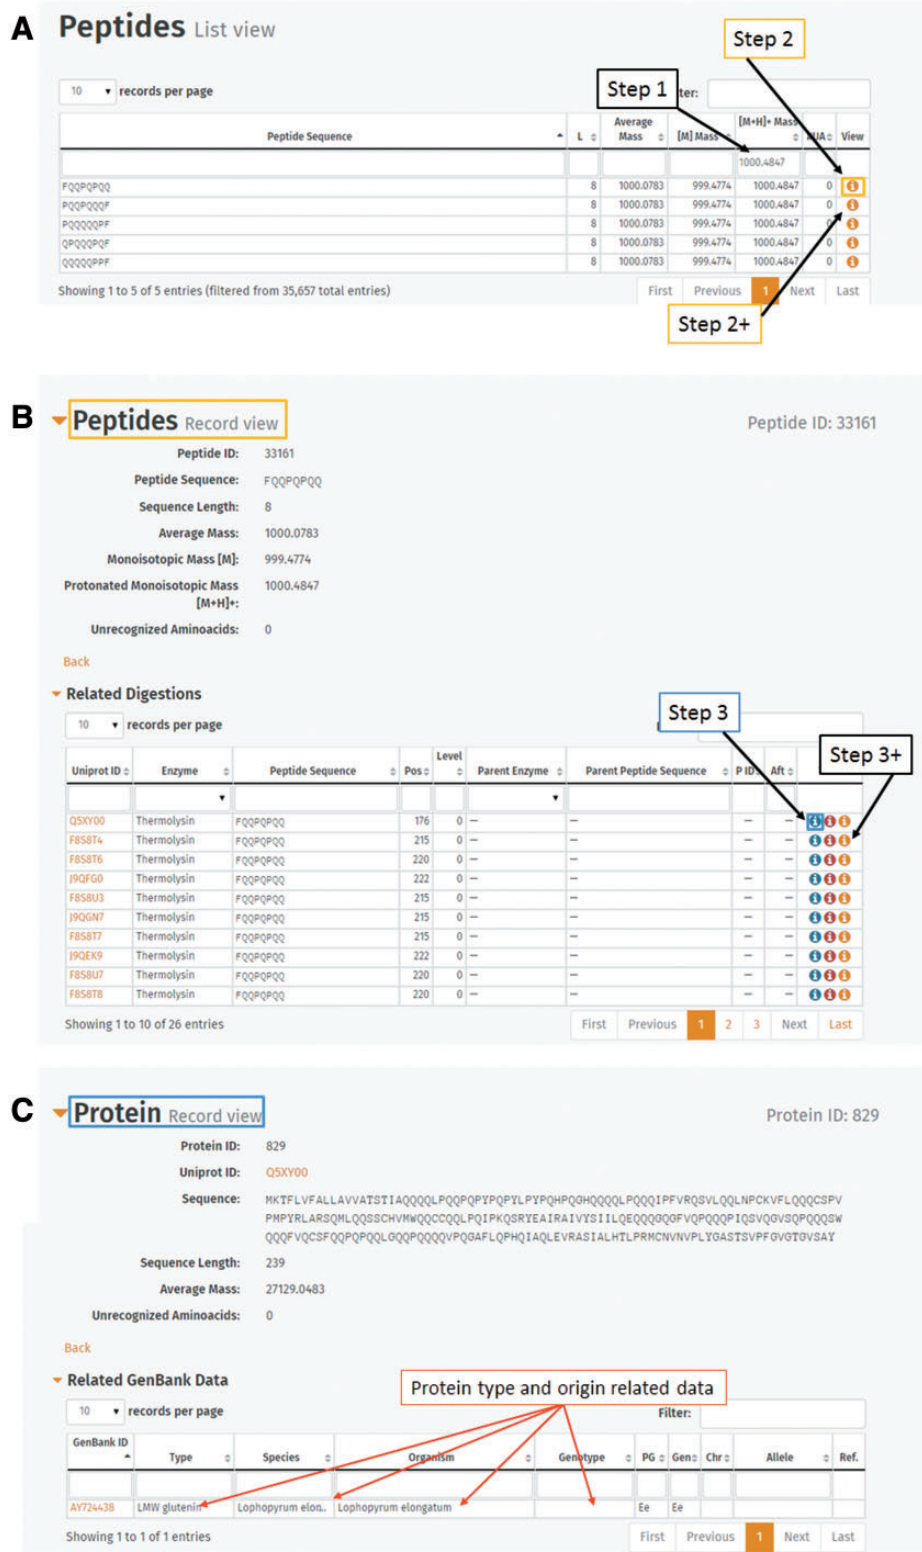 A
Peptides List view
Step 2
Step 1
10 records per page
ter:
Peptide Sequence L Average Mass [M] Mass [M+H]+ Mass UA View
1000.4847
FQQPQPQQ 8 1000.0783 999.4774 1000.4847 0
PQQPQQQF 8 1000.0783 999.4774 1000.4847 0
PQQQQQPF 8 1000.0783 999.4774 1000.4847 0
QPQQQPQF 8 1000.0783 999.4774 1000.4847 0
QQQQQPPF 8 1000.0783 999.4774 1000.4847 0
Showing 1 to 5 of 5 entries (filtered from 35,657 total entries) First Previous 1 Next Last
Step 2+
B
Peptides Record view Peptide ID: 33161
Peptide ID: 33161
Peptide Sequence: FQQPQPQQ
Sequence Length: 8
Average Mass: 1000.0783
Monoisotopic Mass [M]: 999.4774
Protonated Monoisotopic Mass 1000.4847
[M+H]+:
Unrecognized Aminoacids: 0
Back
Related Digestions
Step 3
10 records per page
Step 3+
Uniprot ID Enzyme Peptide Sequence Pos Level Parent Enzyme Parent Peptide Sequence P ID Aft
Q5XY00 Thermolysin FQQPQPQQ 176 0 — — — —
F8S8T4 Thermolysin FQQPQPQQ 215 0 — — — —
F8S8T6 Thermolysin FQQPQPQQ 220 0 — — — —
J9QFG0 Thermolysin FQQPQPQQ 222 0 — — — —
F8S8U3 Thermolysin FQQPQPQQ 215 0 — — — —
J9QGN7 Thermolysin FQQPQPQQ 215 0 — — — —
F8S8T7 Thermolysin FQQPQPQQ 215 0 — — — —
J9QEK9 Thermolysin FQQPQPQQ 222 0 — — — —
F8S8U7 Thermolysin FQQPQPQQ 220 0 — — — —
F8S8T8 Thermolysin FQQPQPQQ 220 0 — — — —
Showing 1 to 10 of 26 entries First Previous 1 2 3 Next Last
C
Protein Record view Protein ID: 829
Protein ID: 829
Uniprot ID: Q5XY00
Sequence: MKTFLVFALLAVVATSTIAQQQQLPQQPQPYPQPYLPYPQHPQGHQQQQLPQQQIPFVRQSVLQQLNPCKVFLQQQCSPV
PMPYRLARSQMLQQSSCHVMWQQCCQQLPQIPKQSRYEAIRAIVYSIILQEQQQGQGFVQPQQQPIQSVQGVSQPQQQSW
QQQFVQCSFQQPQPQQLGQQPQQQQVPQGAFLQPHQIAQLEVRASIALHTLPRMCNVNVPLYGASTSVPFGVGTGVSAY
Sequence Length: 239
Average Mass: 27129.0483
Unrecognized Aminoacids: 0
Back
Related GenBank Data
Protein type and origin related data
10 records per page Filter:
GenBank ID Type Species Organism Genotype PG Gen Chr Allele Ref.
AY724438 LMW glutenin Lophopyrum elon.. Lophopyrum elongatum Ee Ee
Showing 1 to 1 of 1 entries First Previous 1 Next Last